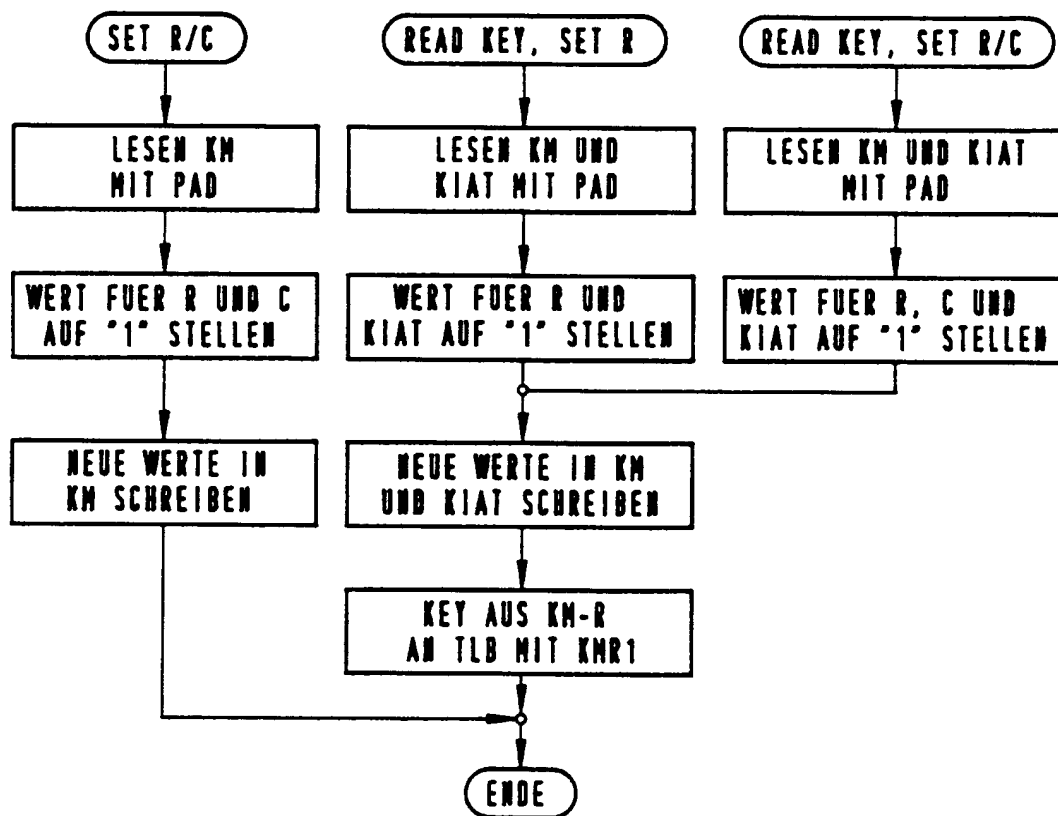 SET R/C
READ KEY, SET R
READ KEY, SET R/C
LESEN KM
MIT PAD
LESEN KM UND
KIAT MIT PAD
LESEN KM UND KIAT
MIT PAD
WERT FUER R UND C
AUF "1" STELLEN
WERT FUER R UND
KIAT AUF "1" STELLEN
WERT FUER R, C UND
KIAT AUF "1" STELLEN
NEUE WERTE IN
KM SCHREIBEN
NEUE WERTE IN KM
UND KIAT SCHREIBEN
KEY AUS KM-R
AN TLB MIT KMR1
ENDE